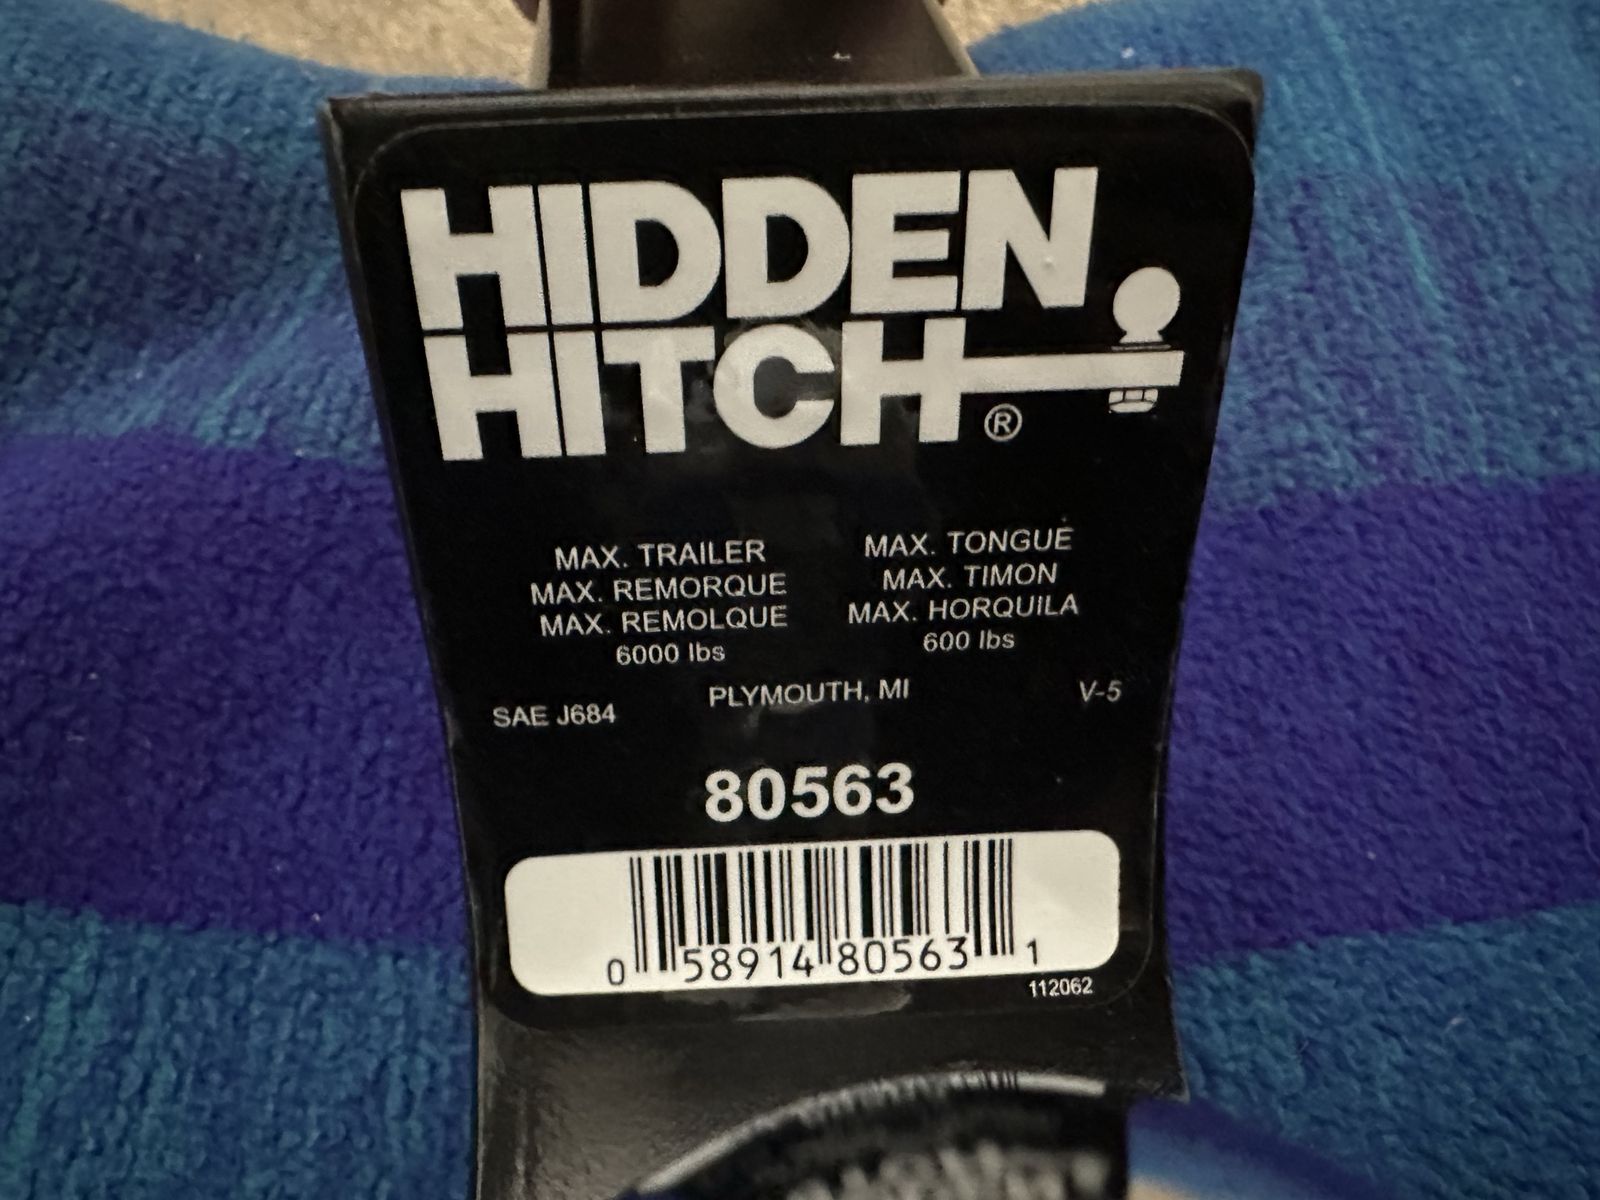 HIDDEN
HITCH®
MAX. TRAILER
MAX. REMORQUE
MAX. REMOLQUE
6000 lbs
MAX. TONGUE
MAX. TIMON
MAX. HORQUILA
600 lbs
SAE J684
PLYMOUTH, MI
V-5
80563
0 58914 80563 1
112062